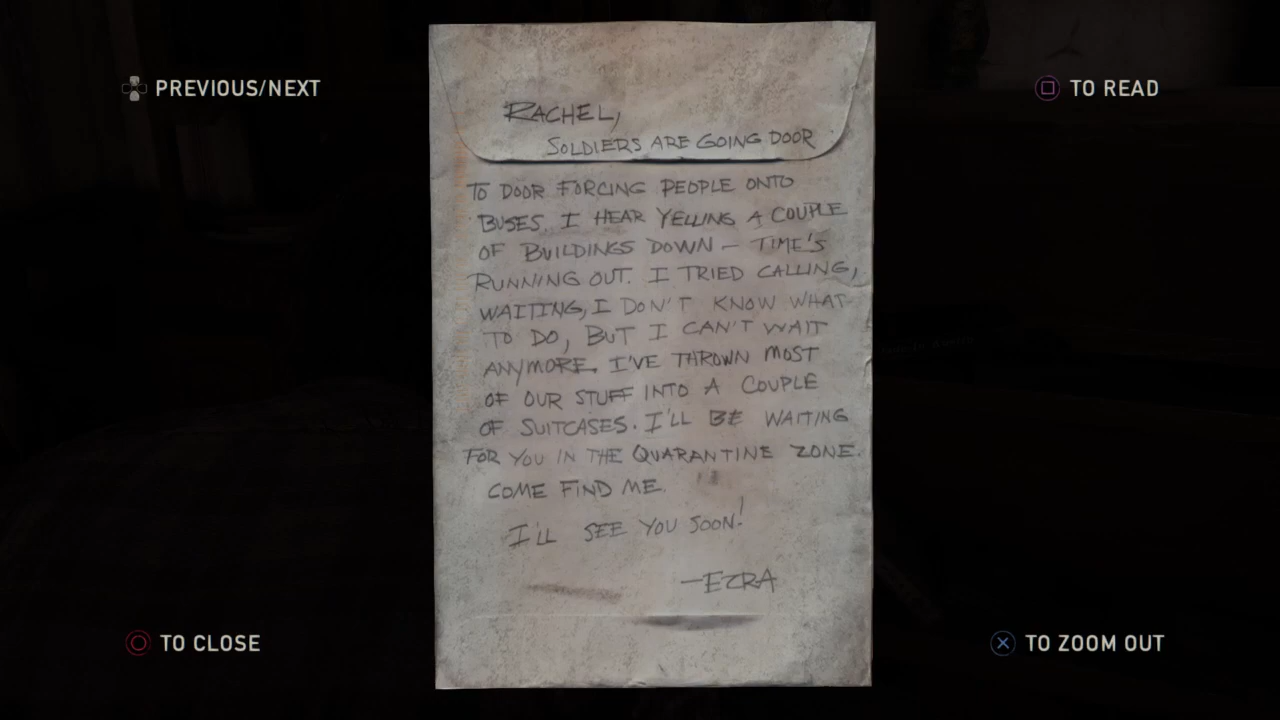 PREVIOUS/NEXT
TO READ
RACHEL,
SOLDIERS ARE GOING DOOR
TO DOOR FORCING PEOPLE ONTO
BUSES. I HEAR YELLING A COUPLE
OF BUILDINGS DOWN — TIME'S
RUNNING OUT. I TRIED CALLING,
WAITING, I DON'T KNOW WHAT
TO DO, BUT I CAN'T WAIT
ANYMORE. I'VE THROWN MOST
OF OUR STUFF INTO A COUPLE
OF SUITCASES. I'LL BE WAITING
FOR YOU IN THE QUARANTINE ZONE.
COME FIND ME.
I'LL SEE YOU SOON!
—EZRA
TO CLOSE
TO ZOOM OUT